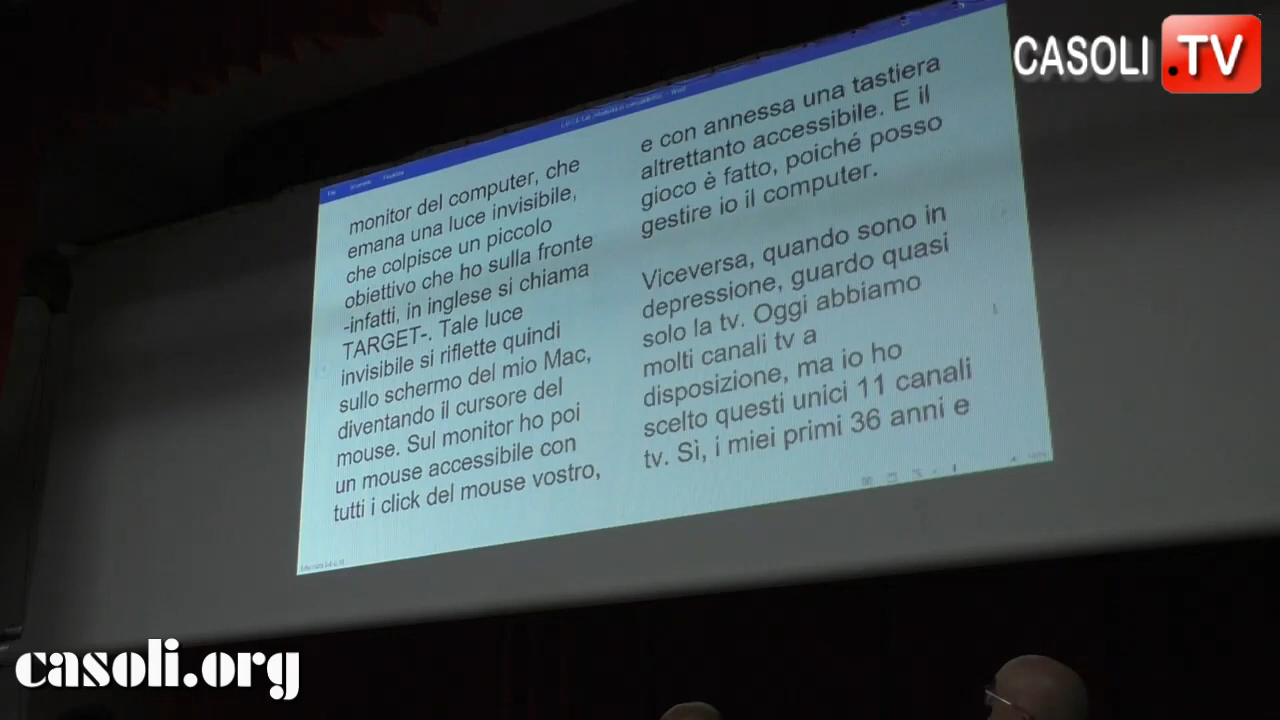 CASOLI.TV
monitor del computer, che
emana una luce invisibile,
che colpisce un piccolo
obiettivo che ho sulla fronte
-infatti, in inglese si chiama
TARGET-. Tale luce
invisibile si riflette quindi
sullo schermo del mio Mac,
diventando il cursore del
mouse. Sul monitor ho poi
un mouse accessibile con
tutti i click del mouse vostro,
e con annessa una tastiera
altrettanto accessibile. E il
gioco è fatto, poiché posso
gestire io il computer.
Viceversa, quando sono in
depressione, guardo quasi
solo la tv. Oggi abbiamo
molti canali tv a
disposizione, ma io ho
scelto questi unici 11 canali
tv. Sì, i miei primi 36 anni e
casoli.org